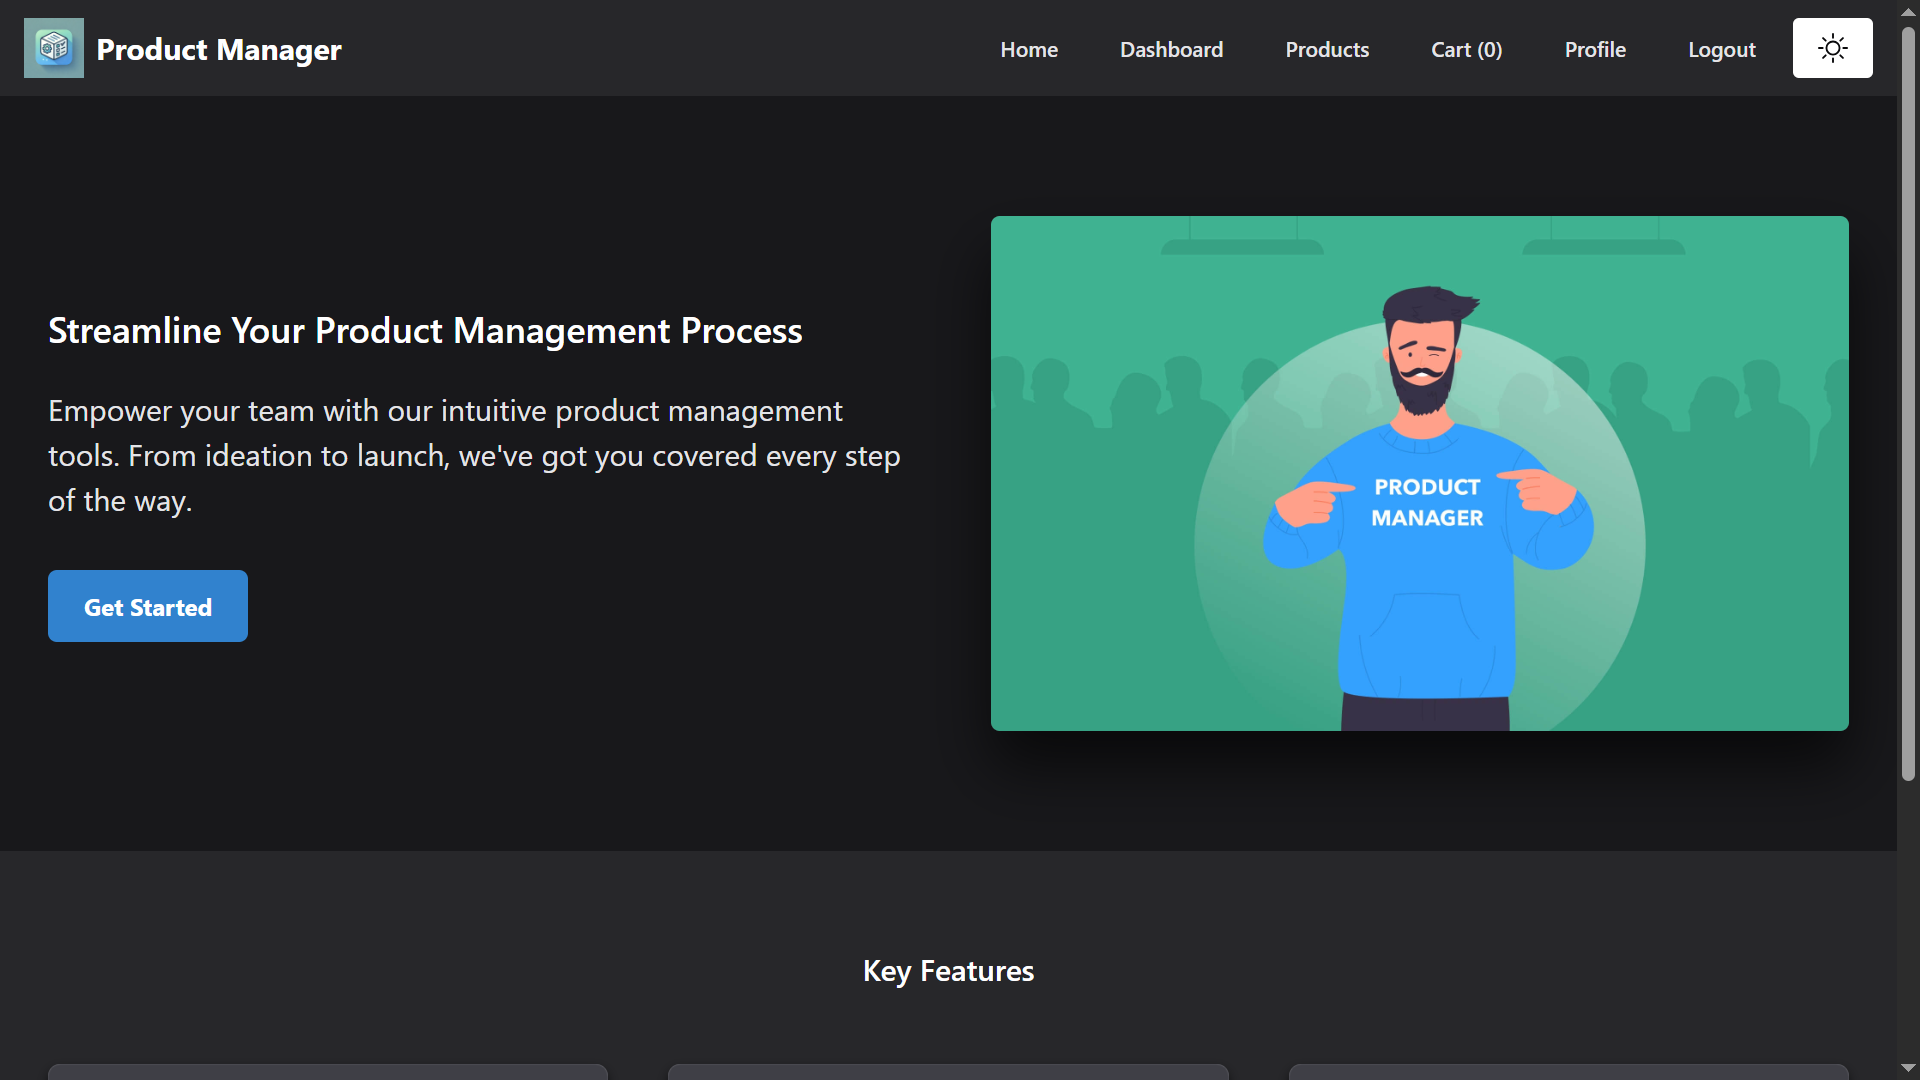 Product Manager
Home
Dashboard
Products
Cart (0)
Profile
Logout
Streamline Your Product Management Process
Empower your team with our intuitive product management
tools. From ideation to launch, we've got you covered every step
of the way.
Get Started
PRODUCT
MANAGER
Key Features